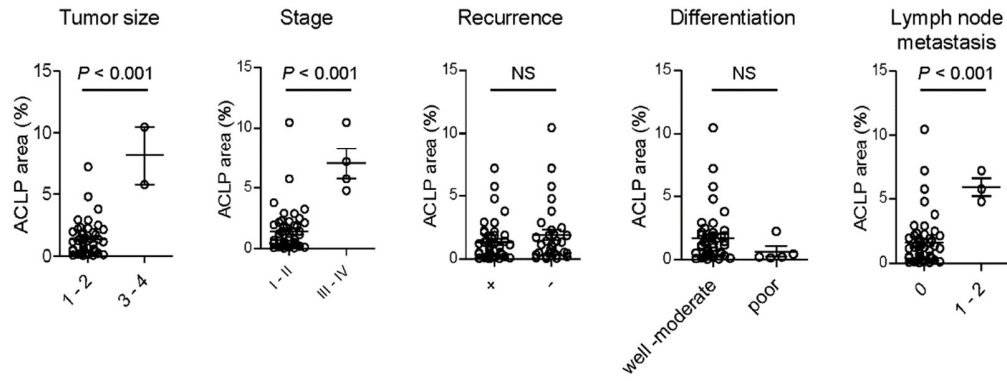 Tumor size
P < 0.001
ACLP area (%)
15
10
5
0
1 - 2
3 - 4
Stage
P < 0.001
ACLP area (%)
15
10
5
0
I - II
III - IV
Recurrence
NS
ACLP area (%)
15
10
5
0
+
-
Differentiation
NS
ACLP area (%)
15
10
5
0
well -moderate
poor
Lymph node
metastasis
P < 0.001
ACLP area (%)
15
10
5
0
0
1 - 2